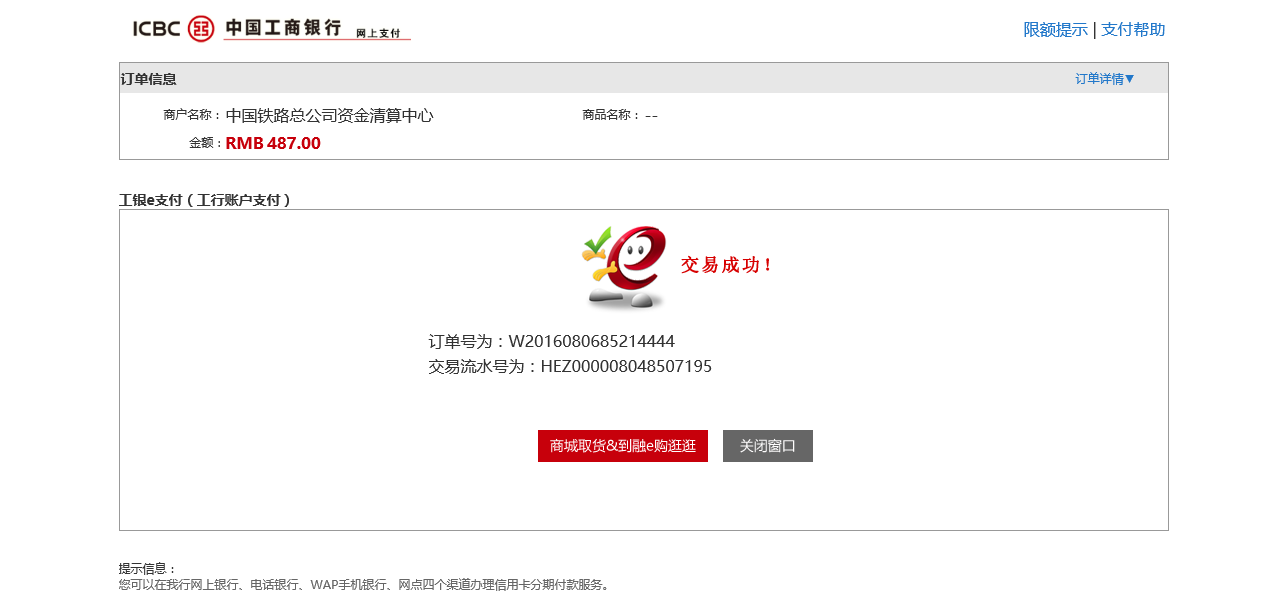 ICBC 中国工商银行 网上支付
限额提示 | 支付帮助
订单信息 订单详情▼
商户名称： 中国铁路总公司资金清算中心 商品名称： --
金额： RMB 487.00
工银e支付（工行账户支付）
交易成功！
订单号为：W2016080685214444
交易流水号为：HEZ000008048507195
商城取货&到融e购逛逛 关闭窗口
提示信息：
您可以在我行网上银行、电话银行、WAP手机银行、网点四个渠道办理信用卡分期付款服务。